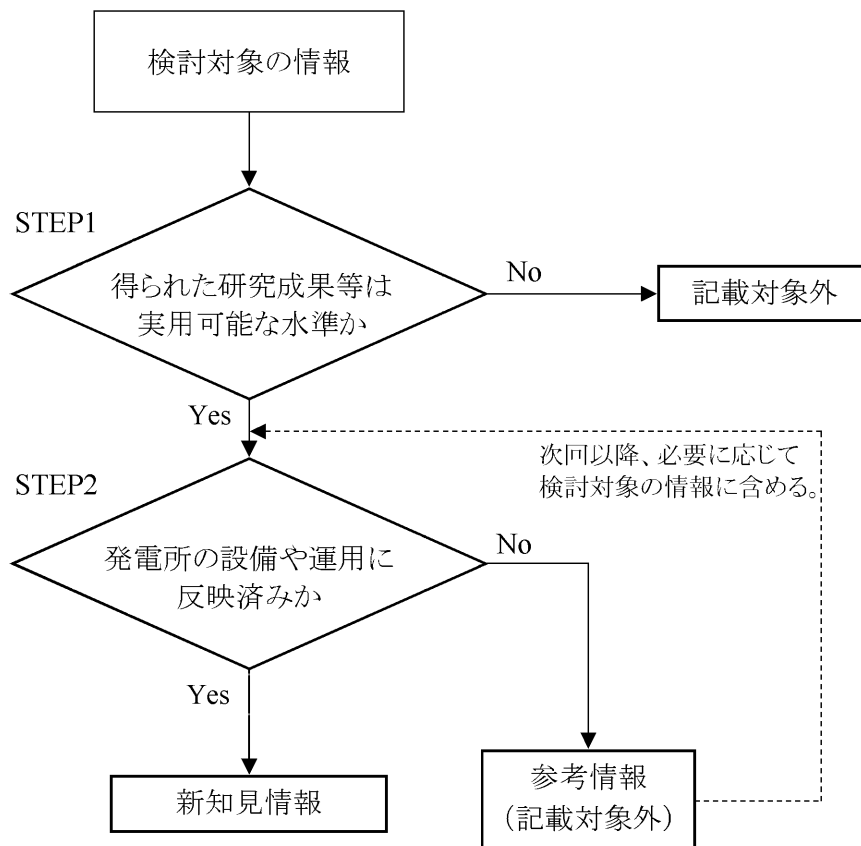 検討対象の情報
STEP1
得られた研究成果等は
実用可能な水準か
No
記載対象外
Yes
次回以降、必要に応じて
検討対象の情報に含める。
STEP2
発電所の設備や運用に
反映済みか
No
Yes
新知見情報
参考情報
（記載対象外）